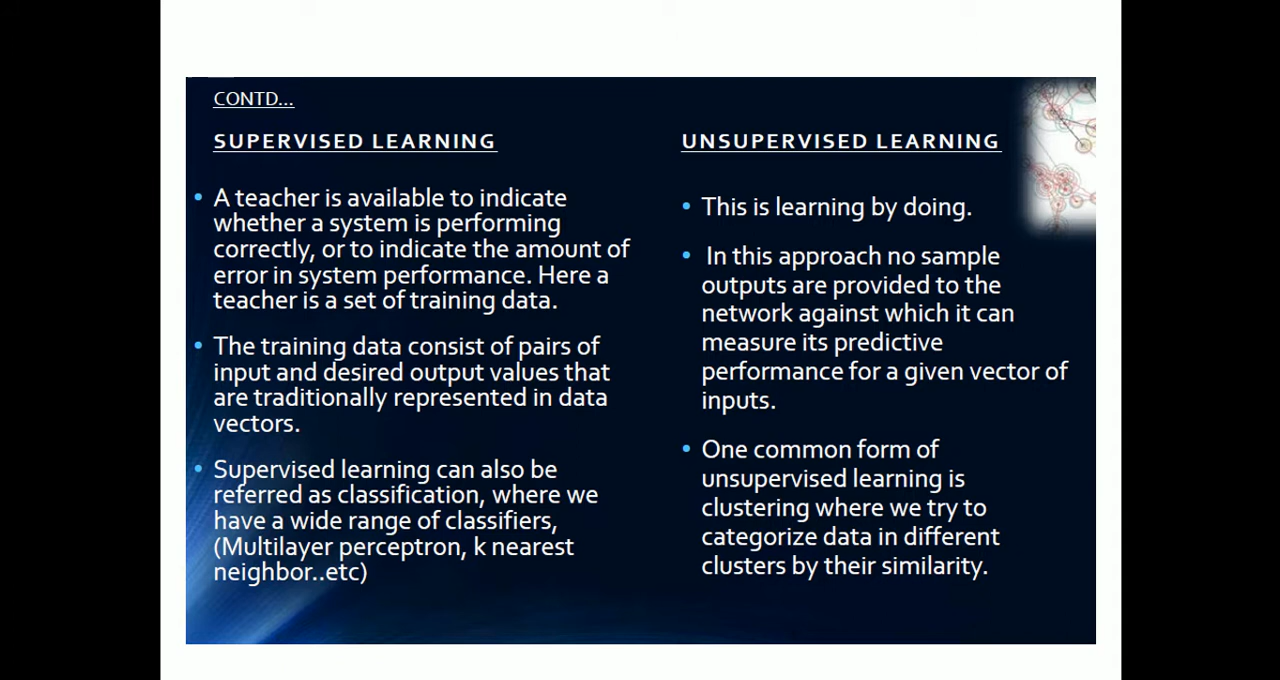 CONTD...
SUPERVISED LEARNING
A teacher is available to indicate
whether a system is performing
correctly, or to indicate the amount of
error in system performance. Here a
teacher is a set of training data.
The training data consist of pairs of
input and desired output values that
are traditionally represented in data
vectors.
Supervised learning can also be
referred as classification, where we
have a wide range of classifiers,
(Multilayer perceptron, k nearest
neighbor..etc)
UNSUPERVISED LEARNING
This is learning by doing.
In this approach no sample
outputs are provided to the
network against which it can
measure its predictive
performance for a given vector of
inputs.
One common form of
unsupervised learning is
clustering where we try to
categorize data in different
clusters by their similarity.